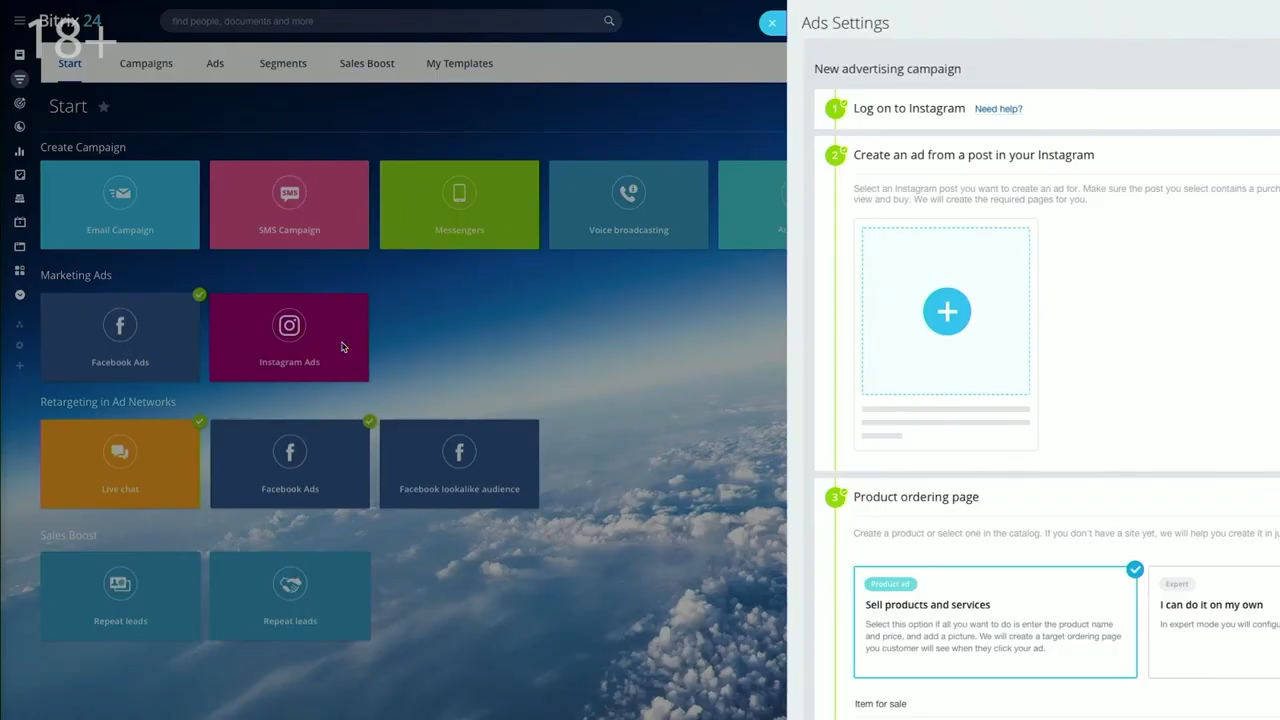 Bitrix 24
find people, documents and more
18+
Start
Campaigns
Ads
Segments
Sales Boost
My Templates
Start
Create Campaign
Email Campaign
SMS
SMS Campaign
Messengers
Voice broadcasting
Marketing Ads
Facebook Ads
Instagram Ads
Retargeting in Ad Networks
Live chat
Facebook Ads
Facebook lookalike audience
Sales Boost
Repeat leads
Repeat leads
Ads Settings
New advertising campaign
1 Log on to Instagram Need help?
2 Create an ad from a post in your Instagram
Select an Instagram post you want to create an ad for. Make sure the post you select contains a purch
view and buy. We will create the required pages for you.
3 Product ordering page
Create a product or select one in the catalog. If you don't have a site yet, we will help you create it in ju
Product ad
Sell products and services
Select this option if all you want to do is enter the product name
and price, and add a picture. We will create a target ordering page
you customer will see when they click your ad.
Expert
I can do it on my own
In expert mode you will configu
Item for sale